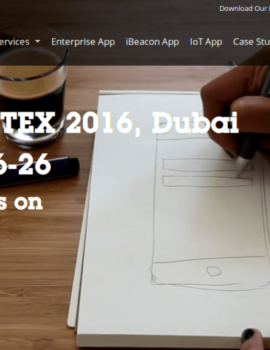 Download Our
ervices Enterprise App iBeacon App IoT App Case Stu
TEX 2016, Dubai
6-26
s on